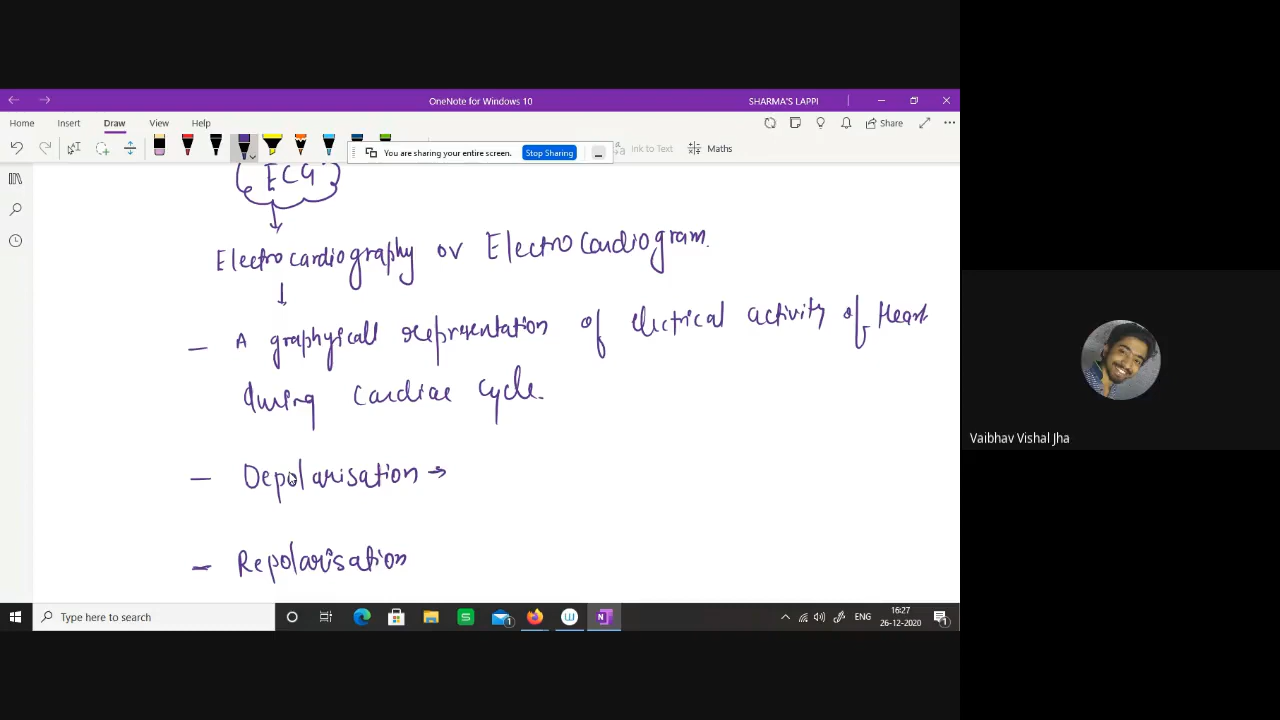 OneNote for Windows 10
SHARMA'S LAPPI
Home Insert Draw View Help
Share
You are sharing your entire screen. Stop Sharing
Ink to Text
Maths
ECG
Electrocardiography or Electrocardiogram.
— A graphyicall representation of electrical activity of Heart
during Cardiac cycle.
— Depolarisation →
— Repolarisation
Vaibhav Vishal Jha
Type here to search
ENG
16:27
26-12-2020